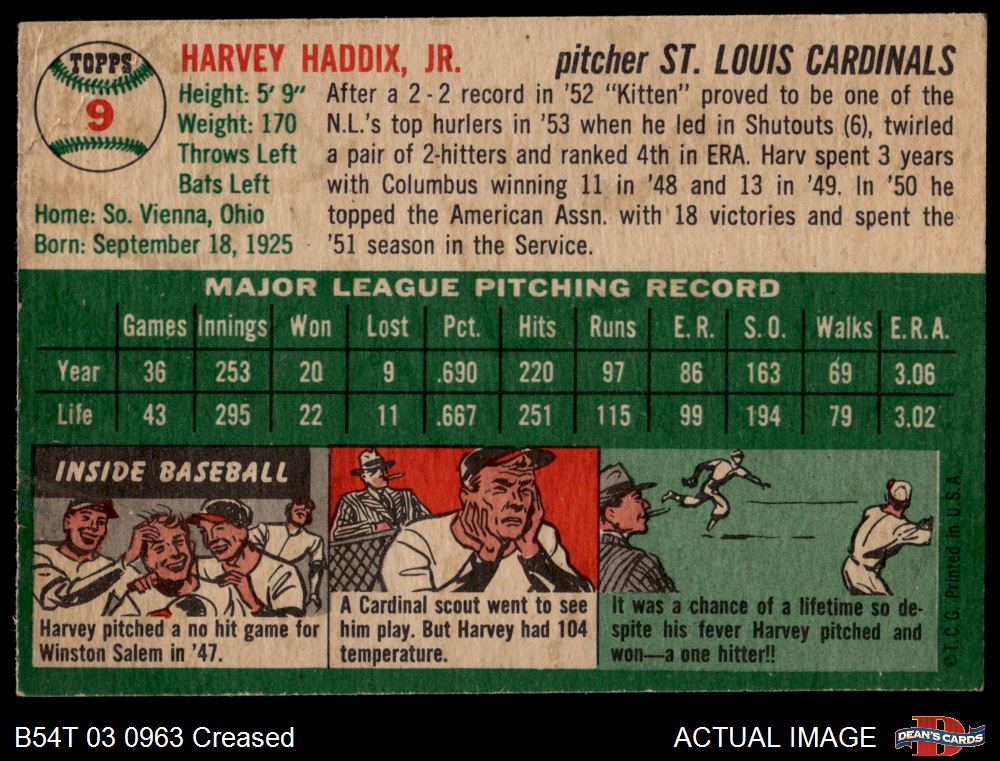 TOPPS
9
HARVEY HADDIX, JR.
pitcher ST. LOUIS CARDINALS
Height: 5' 9"
Weight: 170
Throws Left
Bats Left
Home: So. Vienna, Ohio
Born: September 18, 1925
After a 2-2 record in '52 "Kitten" proved to be one of the
N.L.'s top hurlers in '53 when he led in Shutouts (6), twirled
a pair of 2-hitters and ranked 4th in ERA. Harv spent 3 years
with Columbus winning 11 in '48 and 13 in '49. In '50 he
topped the American Assn. with 18 victories and spent the
'51 season in the Service.
MAJOR LEAGUE PITCHING RECORD
Games Innings Won Lost Pct. Hits Runs E.R. S.O. Walks E.R.A.
Year 36 253 20 9 .690 220 97 86 163 69 3.06
Life 43 295 22 11 .667 251 115 99 194 79 3.02
INSIDE BASEBALL
Harvey pitched a no hit game for
Winston Salem in '47.
A Cardinal scout went to see
him play. But Harvey had 104
temperature.
It was a chance of a lifetime so de-
spite his fever Harvey pitched and
won—a one hitter!!
©T.C.G. Printed in U.S.A.
B54T 03 0963 Creased
ACTUAL IMAGE
DEAN'S CARDS